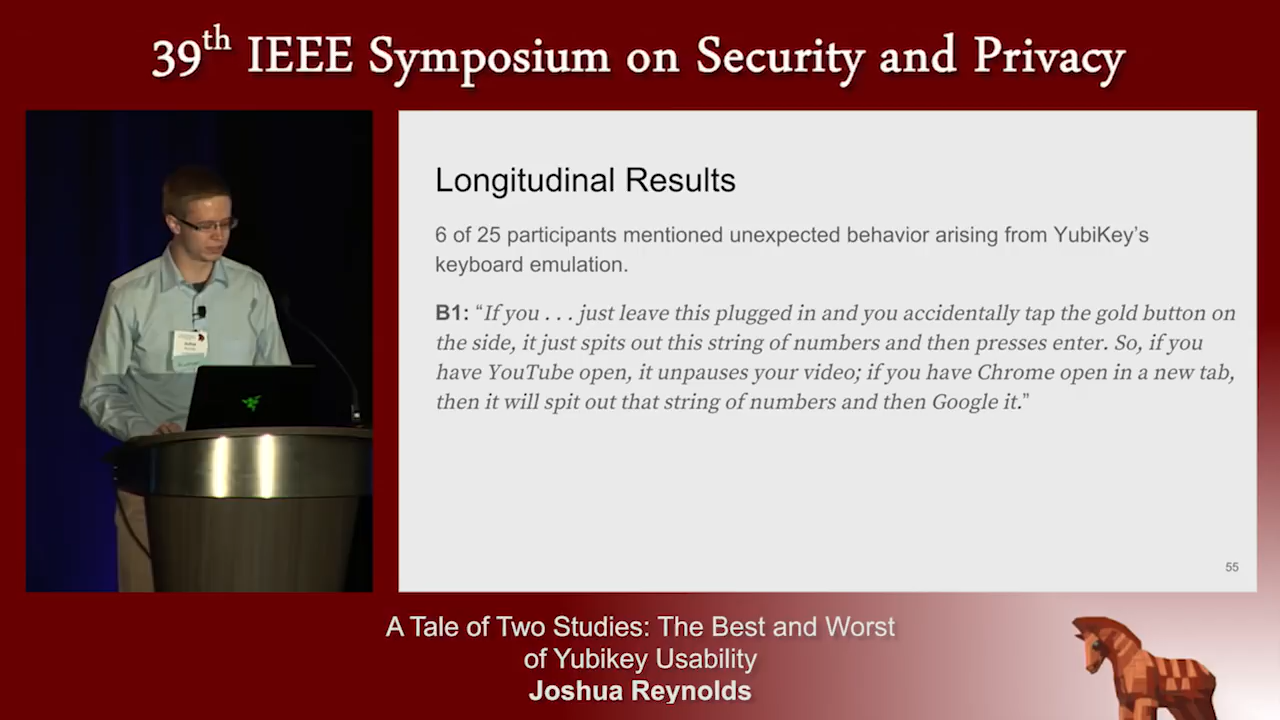 39th IEEE Symposium on Security and Privacy
Longitudinal Results
6 of 25 participants mentioned unexpected behavior arising from YubiKey's
keyboard emulation.
B1: “If you . . . just leave this plugged in and you accidentally tap the gold button on
the side, it just spits out this string of numbers and then presses enter. So, if you
have YouTube open, it unpauses your video; if you have Chrome open in a new tab,
then it will spit out that string of numbers and then Google it.”
55
A Tale of Two Studies: The Best and Worst
of Yubikey Usability
Joshua Reynolds